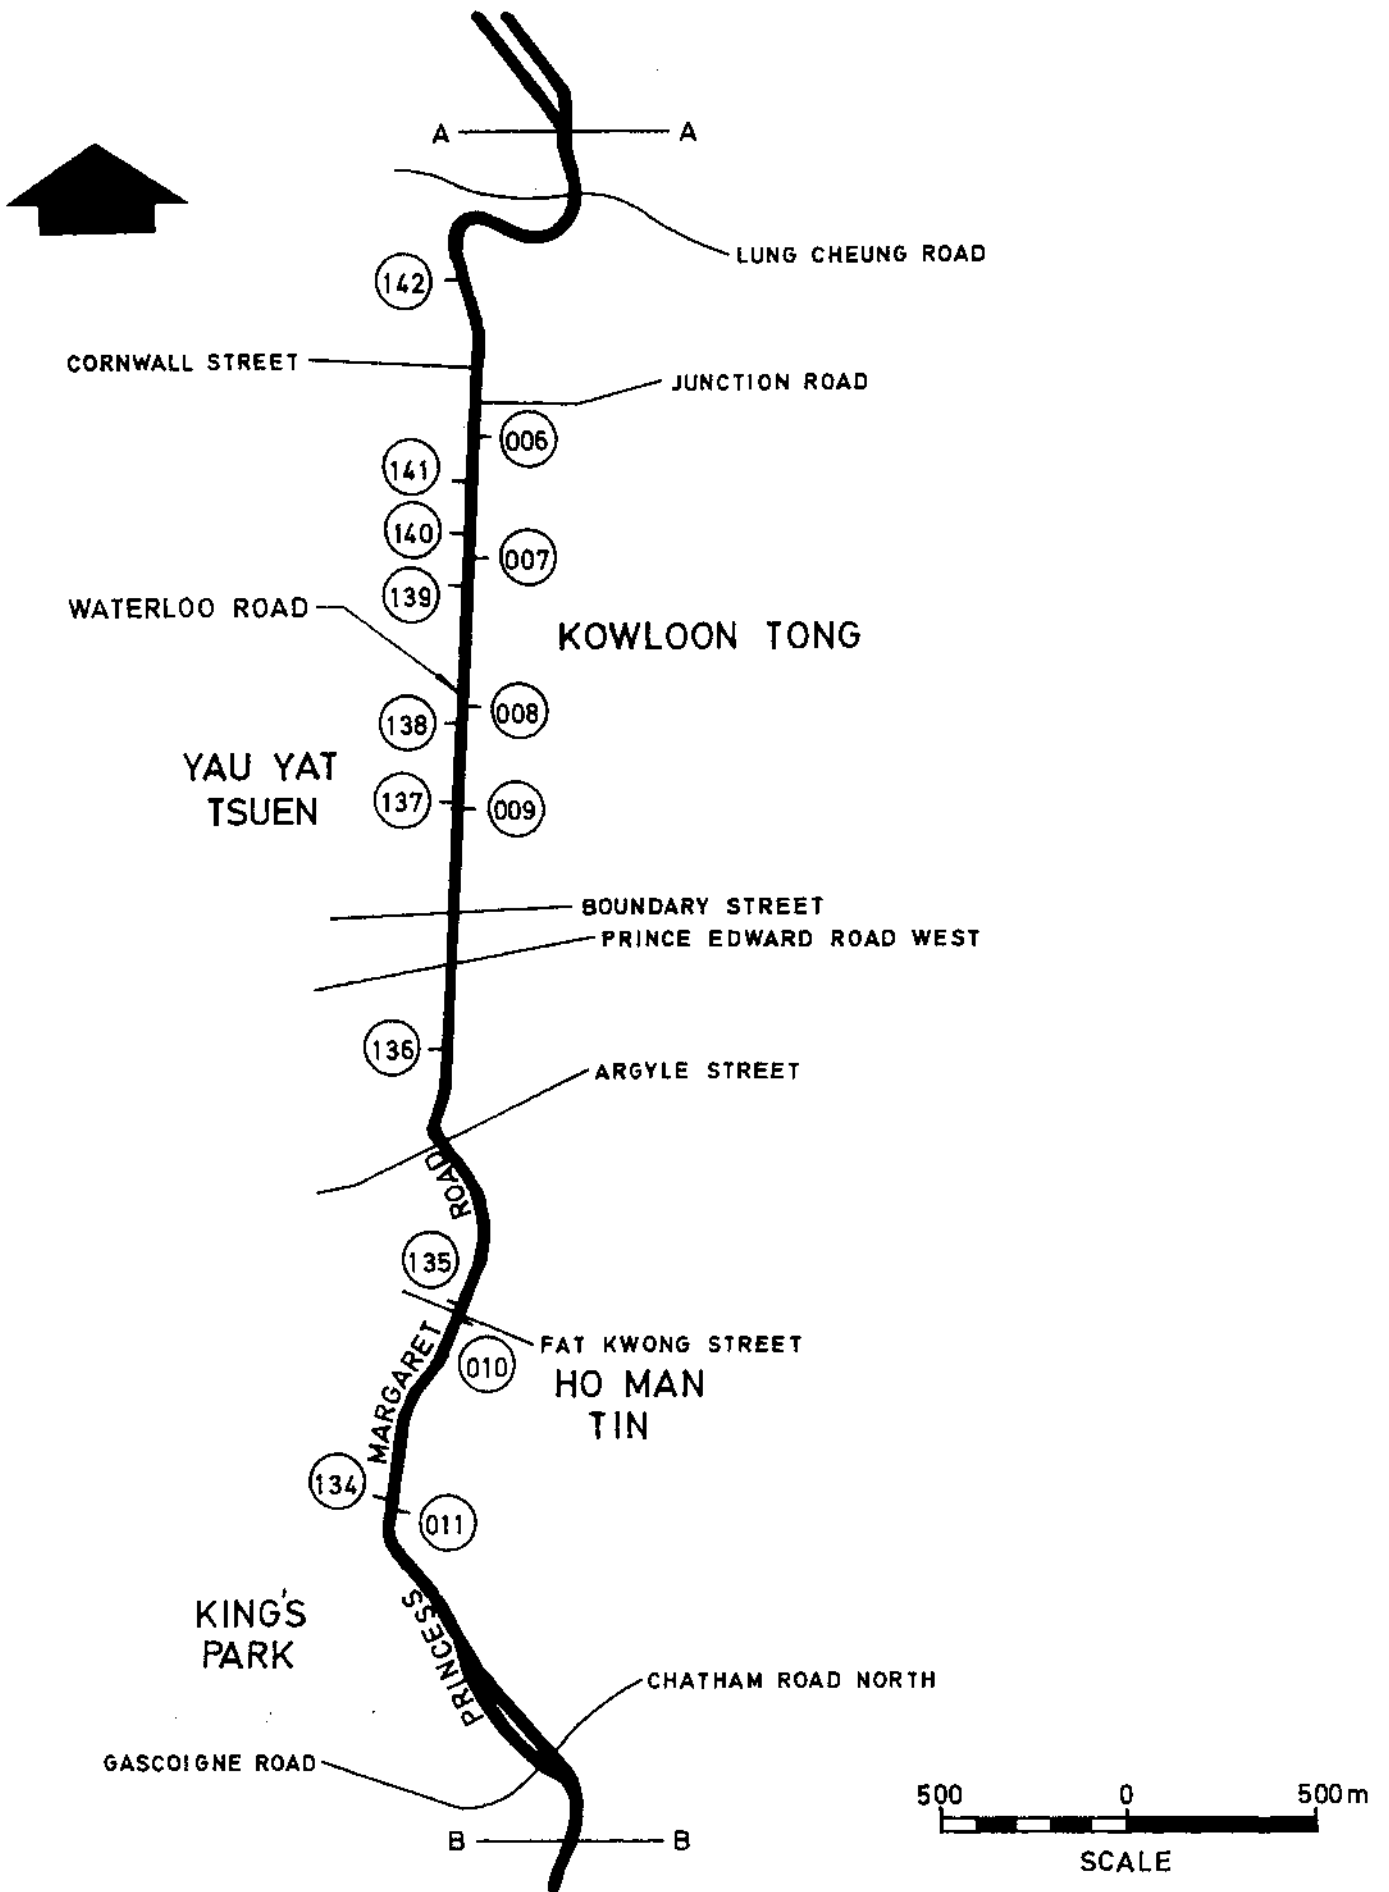 A A
LUNG CHEUNG ROAD
142
CORNWALL STREET
JUNCTION ROAD
006
141
140
007
139
WATERLOO ROAD
KOWLOON TONG
008
138
YAU YAT
TSUEN
137
009
BOUNDARY STREET
PRINCE EDWARD ROAD WEST
136
ARGYLE STREET
ROAD
135
FAT KWONG STREET
MARGARET
010
HO MAN
TIN
134
011
KING'S
PARK
PRINCESS
CHATHAM ROAD NORTH
GASCOIGNE ROAD
500 0 500m
B B
SCALE